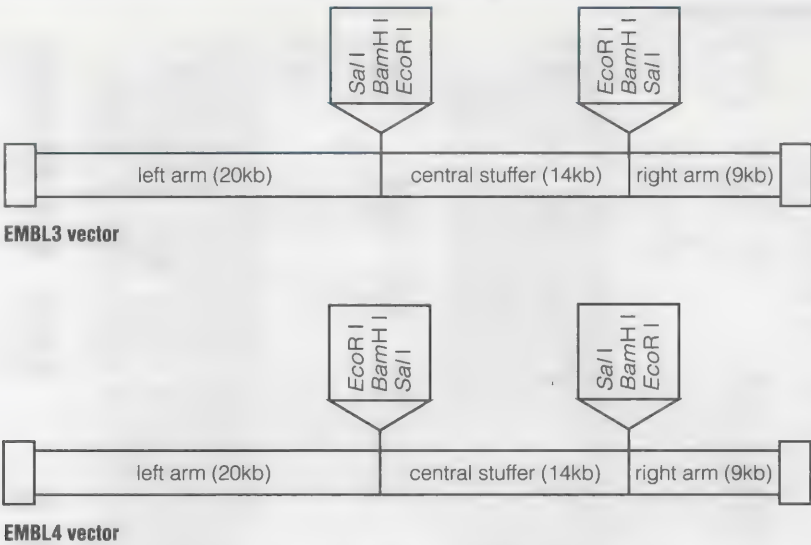 Sal I
BamH I
EcoR I
EcoR I
BamH I
Sal I
left arm (20kb)
central stuffer (14kb)
right arm (9kb)
EMBL3 vector
EcoR I
BamH I
Sal I
Sal I
BamH I
EcoR I
left arm (20kb)
central stuffer (14kb)
right arm (9kb)
EMBL4 vector